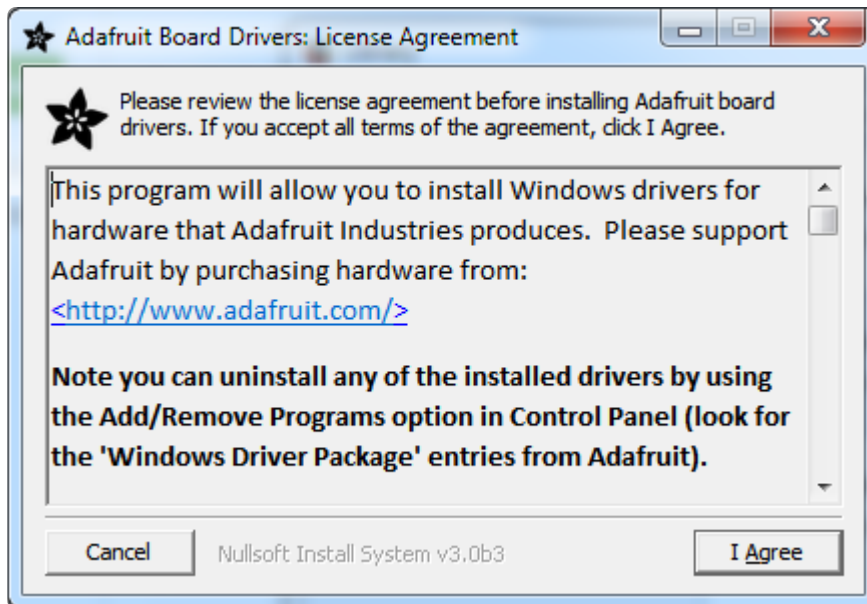 Adafruit Board Drivers: License Agreement
Please review the license agreement before installing Adafruit board
drivers. If you accept all terms of the agreement, click I Agree.
This program will allow you to install Windows drivers for
hardware that Adafruit Industries produces.  Please support
Adafruit by purchasing hardware from:
<http://www.adafruit.com/>
Note you can uninstall any of the installed drivers by using
the Add/Remove Programs option in Control Panel (look for
the 'Windows Driver Package' entries from Adafruit).
Cancel
Nullsoft Install System v3.0b3
I Agree